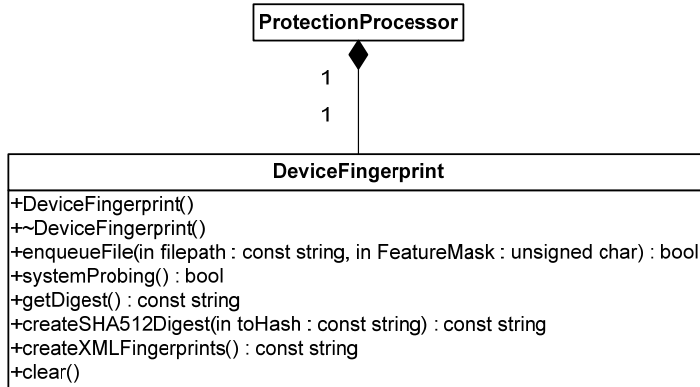 ProtectionProcessor
1
1
DeviceFingerprint
+DeviceFingerprint()
+~DeviceFingerprint()
+enqueueFile(in filepath : const string, in FeatureMask : unsigned char) : bool
+systemProbing() : bool
+getDigest() : const string
+createSHA512Digest(in toHash : const string) : const string
+createXMLFingerprints() : const string
+clear()